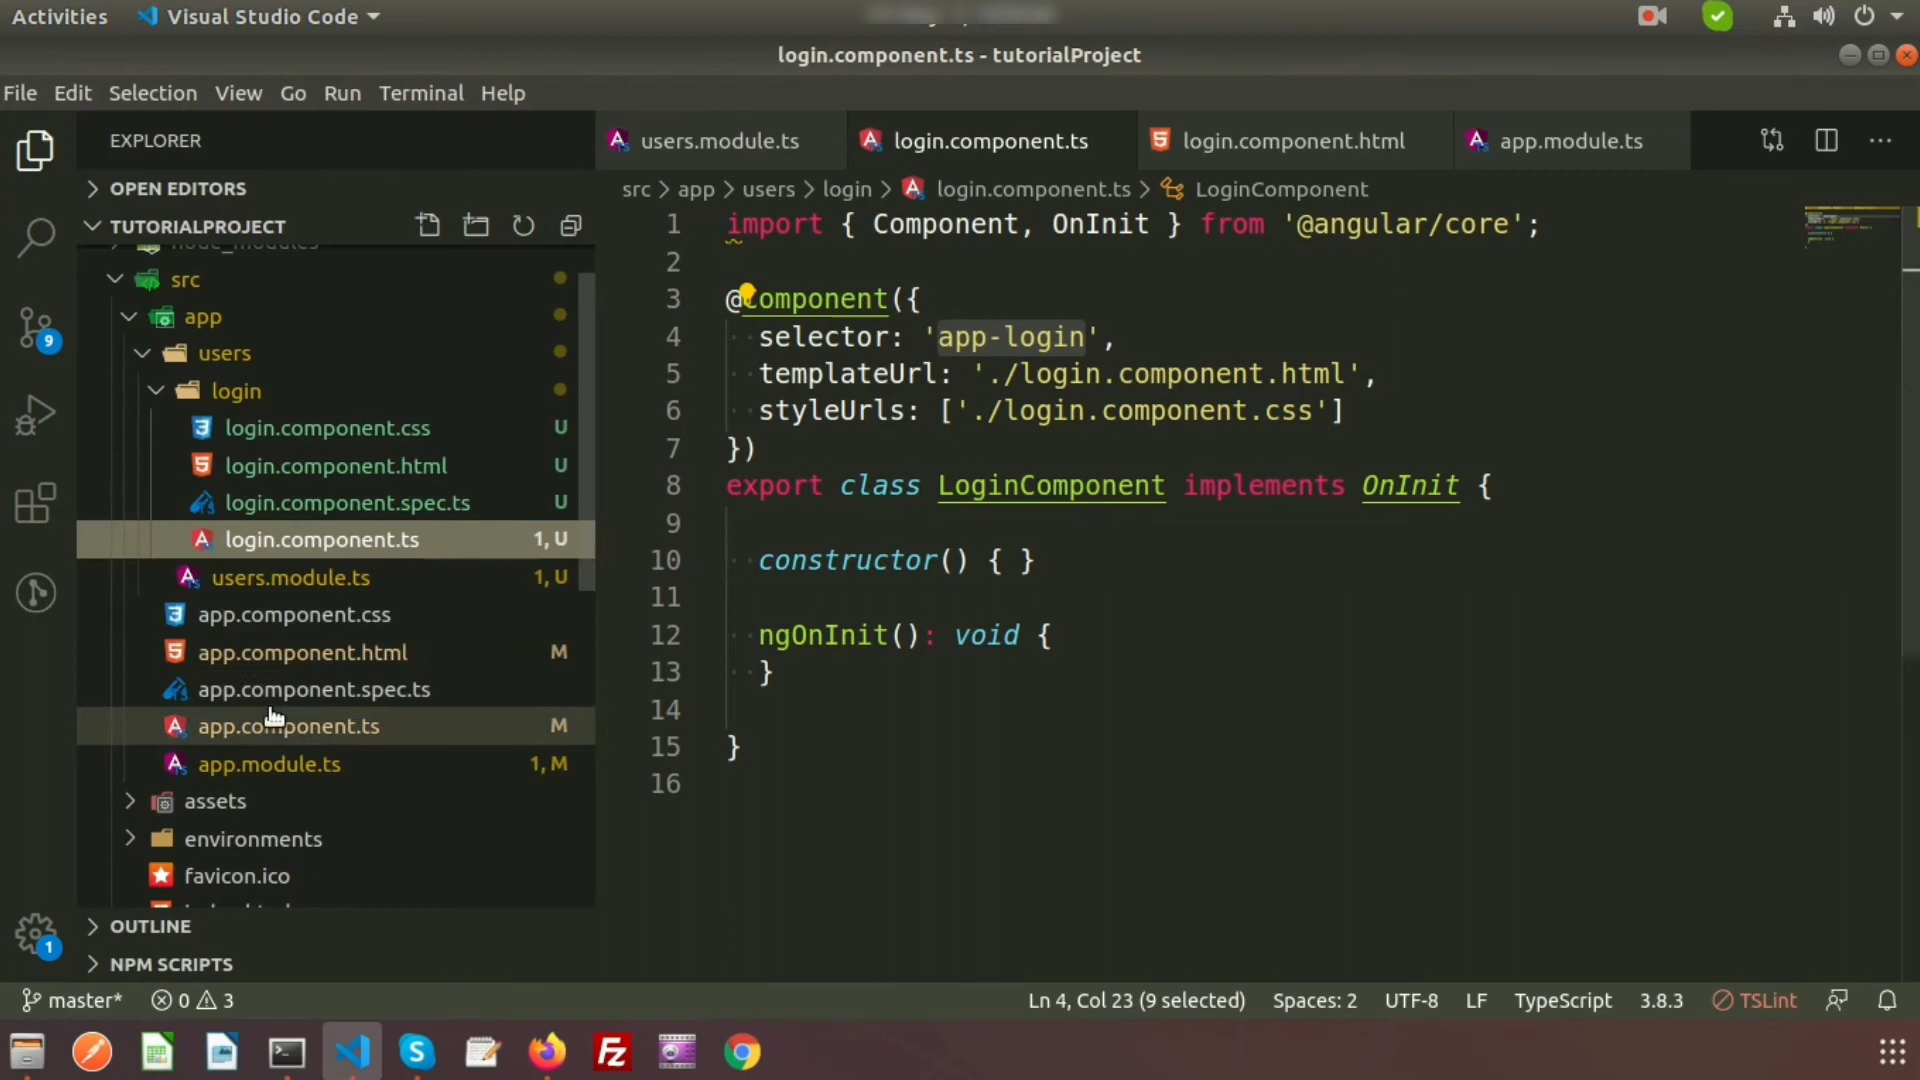 Activities
Visual Studio Code
login.component.ts - tutorialProject
File Edit Selection View Go Run Terminal Help
EXPLORER
OPEN EDITORS
TUTORIALPROJECT
node_modules
src
app
users
login
login.component.css U
login.component.html U
login.component.spec.ts U
login.component.ts 1, U
users.module.ts 1, U
app.component.css
app.component.html M
app.component.spec.ts
app.component.ts M
app.module.ts 1, M
assets
environments
favicon.ico
OUTLINE
NPM SCRIPTS
9
1
users.module.ts login.component.ts login.component.html app.module.ts
src > app > users > login > login.component.ts > LoginComponent
1 import { Component, OnInit } from '@angular/core';
2
3 @Component({
4 selector: 'app-login',
5 templateUrl: './login.component.html',
6 styleUrls: ['./login.component.css']
7 })
8 export class LoginComponent implements OnInit {
9
10 constructor() { }
11
12 ngOnInit(): void {
13 }
14
15 }
16
master* 0 3 Ln 4, Col 23 (9 selected) Spaces: 2 UTF-8 LF TypeScript 3.8.3 TSLint